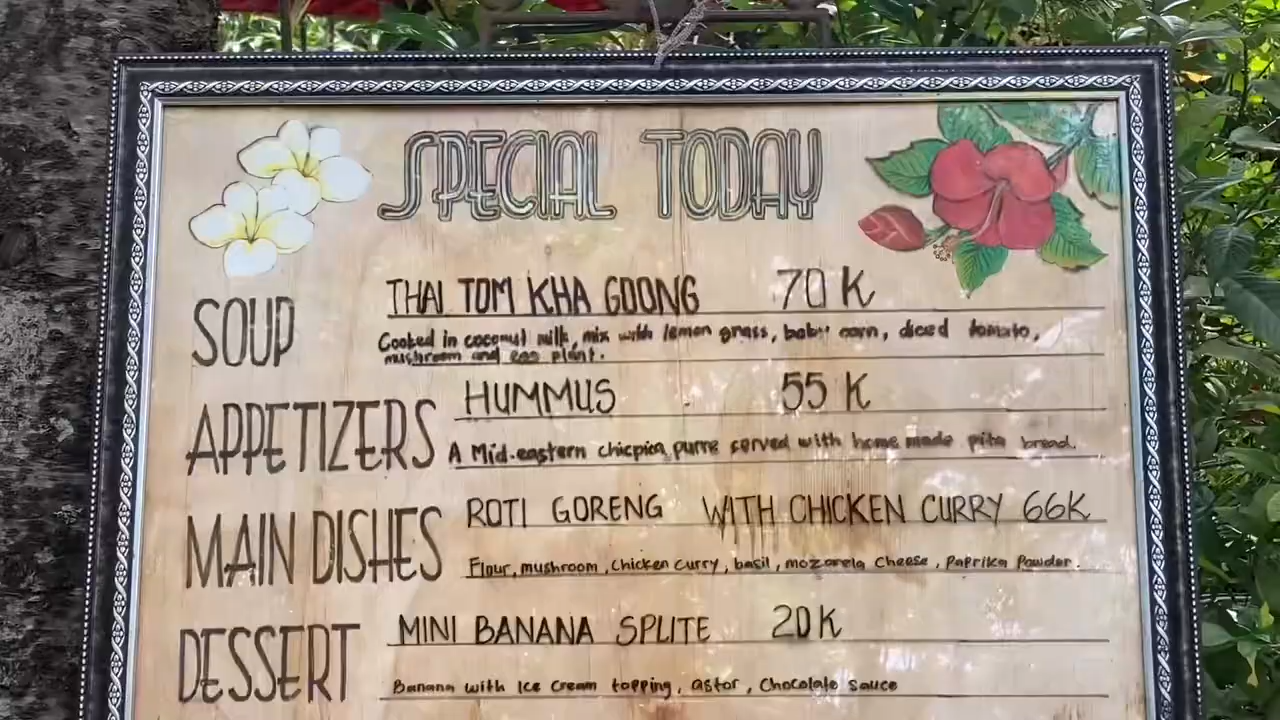 SPECIAL TODAY
SOUP
THAI TOM KHA GOONG 70 K
Cooked in coconut milk, mix with lemon grass, baby corn, diced tomato,
mushroom and egg plant.
APPETIZERS
HUMMUS 55 K
A Mid-eastern chicpiea purre served with home made pita bread.
MAIN DISHES
ROTI GORENG WITH CHICKEN CURRY 66K
Flour, mushroom, chicken curry, basil, mozarela cheese, Paprika Powder.
DESSERT
MINI BANANA SPLITE 20K
Banana with Ice Cream topping, astor, Chocolate sauce